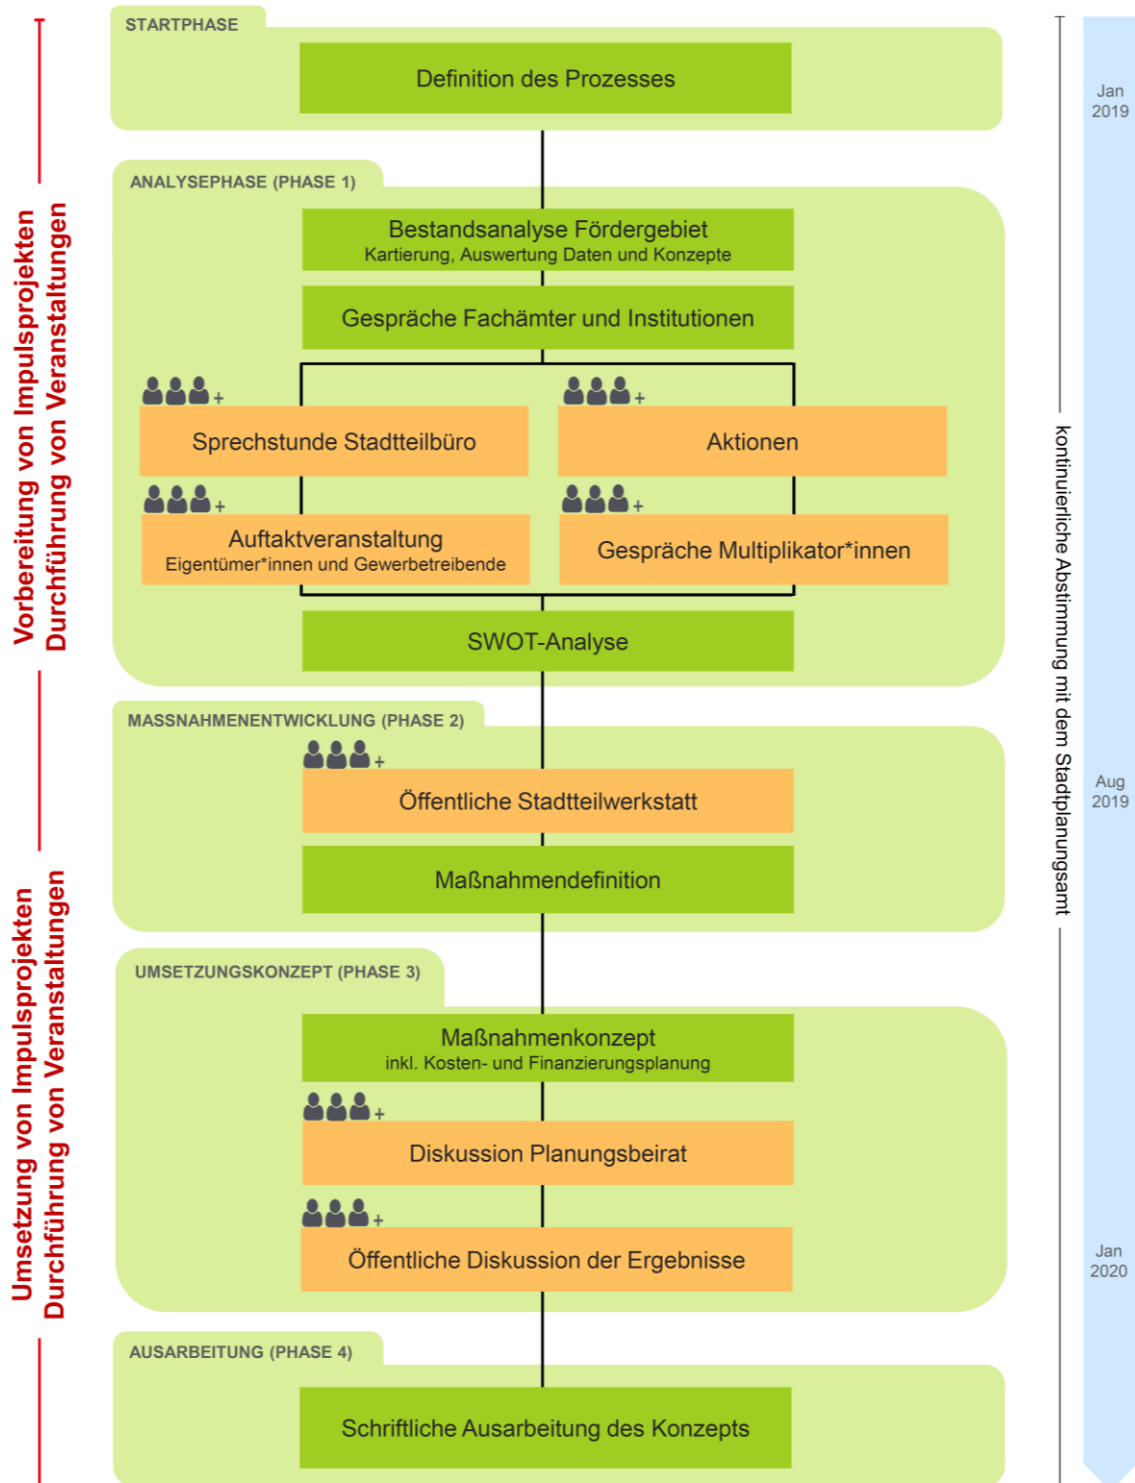 STARTPHASE
Definition des Prozesses
ANALYSEPHASE (PHASE 1)
Bestandsanalyse Fördergebiet
Kartierung, Auswertung Daten und Konzepte
Gespräche Fachämter und Institutionen
+
+
Sprechstunde Stadtteilbüro
Aktionen
+
+
Auftaktveranstaltung
Eigentümer*innen und Gewerbetreibende
Gespräche Multiplikator*innen
SWOT-Analyse
MASSNAHMENENTWICKLUNG (PHASE 2)
+
Öffentliche Stadtteilwerkstatt
Maßnahmendefinition
UMSETZUNGSKONZEPT (PHASE 3)
Maßnahmenkonzept
inkl. Kosten- und Finanzierungsplanung
+
Diskussion Planungsbeirat
+
Öffentliche Diskussion der Ergebnisse
AUSARBEITUNG (PHASE 4)
Schriftliche Ausarbeitung des Konzepts
Vorbereitung von Impulsprojekten
Durchführung von Veranstaltungen
Umsetzung von Impulsprojekten
Durchführung von Veranstaltungen
kontinuierliche Abstimmung mit dem Stadtplanungsamt
Jan
2019
Aug
2019
Jan
2020